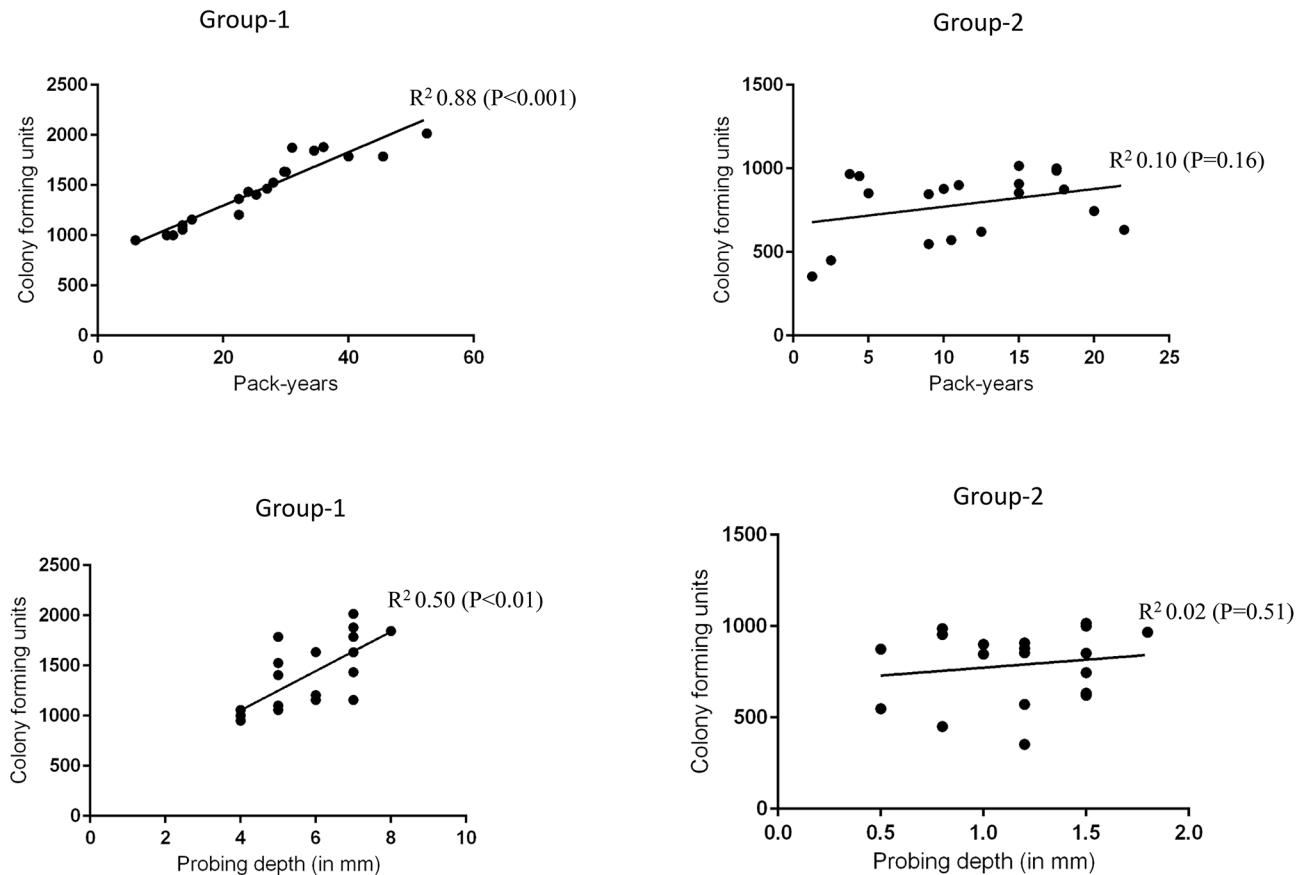 Group-1
2500
2000
1500
1000
500
0
Colony forming units
R² 0.88 (P<0.001)
0 20 40 60
Pack-years
Group-2
1500
1000
500
0
Colony forming units
R² 0.10 (P=0.16)
0 5 10 15 20 25
Pack-years
Group-1
2500
2000
1500
1000
500
0
Colony forming units
R² 0.50 (P<0.01)
0 2 4 6 8 10
Probing depth (in mm)
Group-2
1500
1000
500
0
Colony forming units
R² 0.02 (P=0.51)
0.0 0.5 1.0 1.5 2.0
Probing depth (in mm)